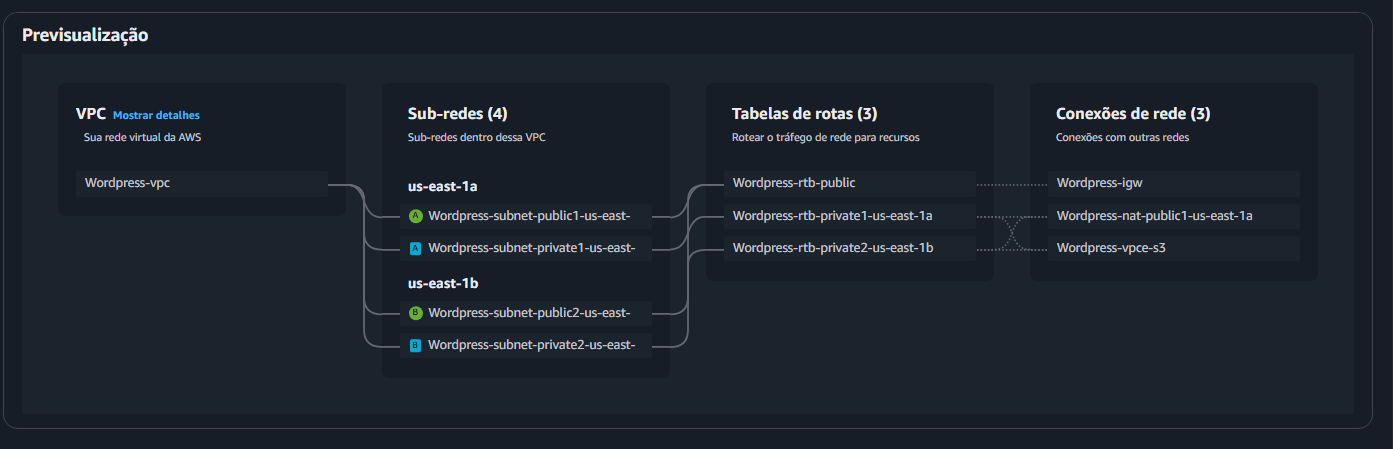 Previsualização
VPC Mostrar detalhes
Sua rede virtual da AWS
Wordpress-vpc
Sub-redes (4)
Sub-redes dentro dessa VPC
us-east-1a
A Wordpress-subnet-public1-us-east-
A Wordpress-subnet-private1-us-east-
us-east-1b
B Wordpress-subnet-public2-us-east-
B Wordpress-subnet-private2-us-east-
Tabelas de rotas (3)
Rotear o tráfego de rede para recursos
Wordpress-rtb-public
Wordpress-rtb-private1-us-east-1a
Wordpress-rtb-private2-us-east-1b
Conexões de rede (3)
Conexões com outras redes
Wordpress-igw
Wordpress-nat-public1-us-east-1a
Wordpress-vpce-s3